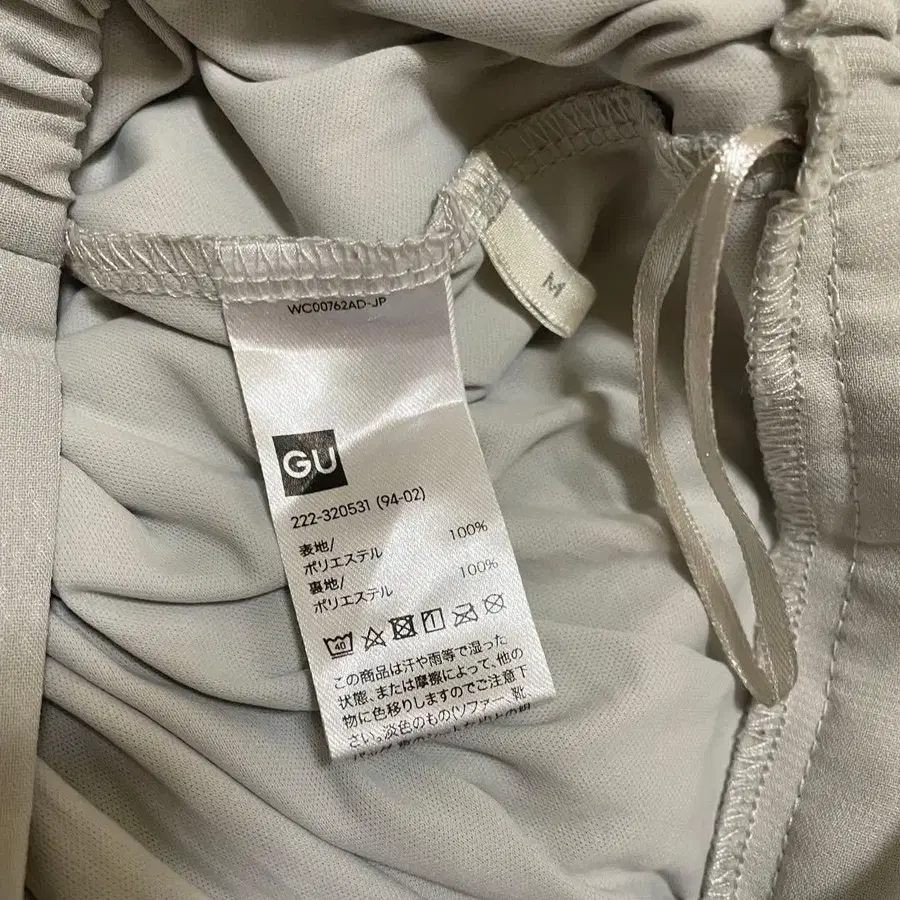 WC00762AD-JP
M
GU
222-320531 (94-02)
表地/
ポリエステル 100%
裏地/
ポリエステル 100%
40
この商品は汗や雨等で湿った
状態、または摩擦によって、他の
物に色移りしますのでご注意下
さい。淡色のもの(ソファー、靴